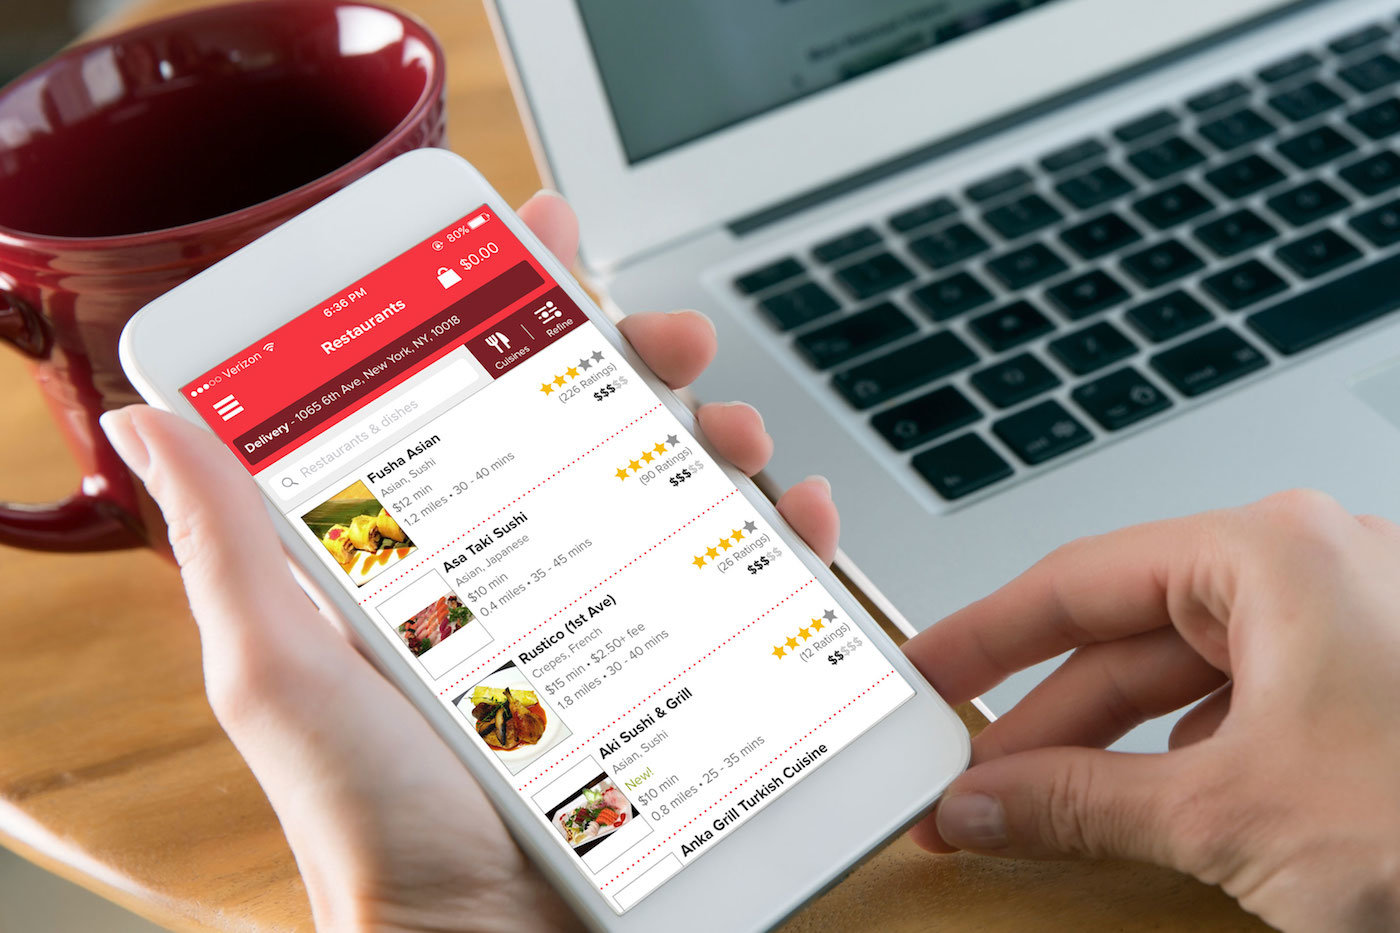 ●●●○○ Verizon 6:36 PM 80%
Restaurants $0.00
Delivery - 1065 6th Ave, New York, NY, 10018
Restaurants & dishes
Cuisines | Refine
Fusha Asian
Asian, Sushi
$12 min
1.2 miles • 30 - 40 mins
(226 Ratings)
$$$$$
Asa Taki Sushi
Asian, Japanese
$10 min
0.4 miles • 35 - 45 mins
(90 Ratings)
$$$$$
Rustico (1st Ave)
Crepes, French
$15 min • $2.50+ fee
1.8 miles • 30 - 40 mins
(26 Ratings)
$$$$$
Aki Sushi & Grill
Asian, Sushi
New!
$10 min
0.8 miles • 25 - 35 mins
(12 Ratings)
$$$$$
Anka Grill Turkish Cuisine